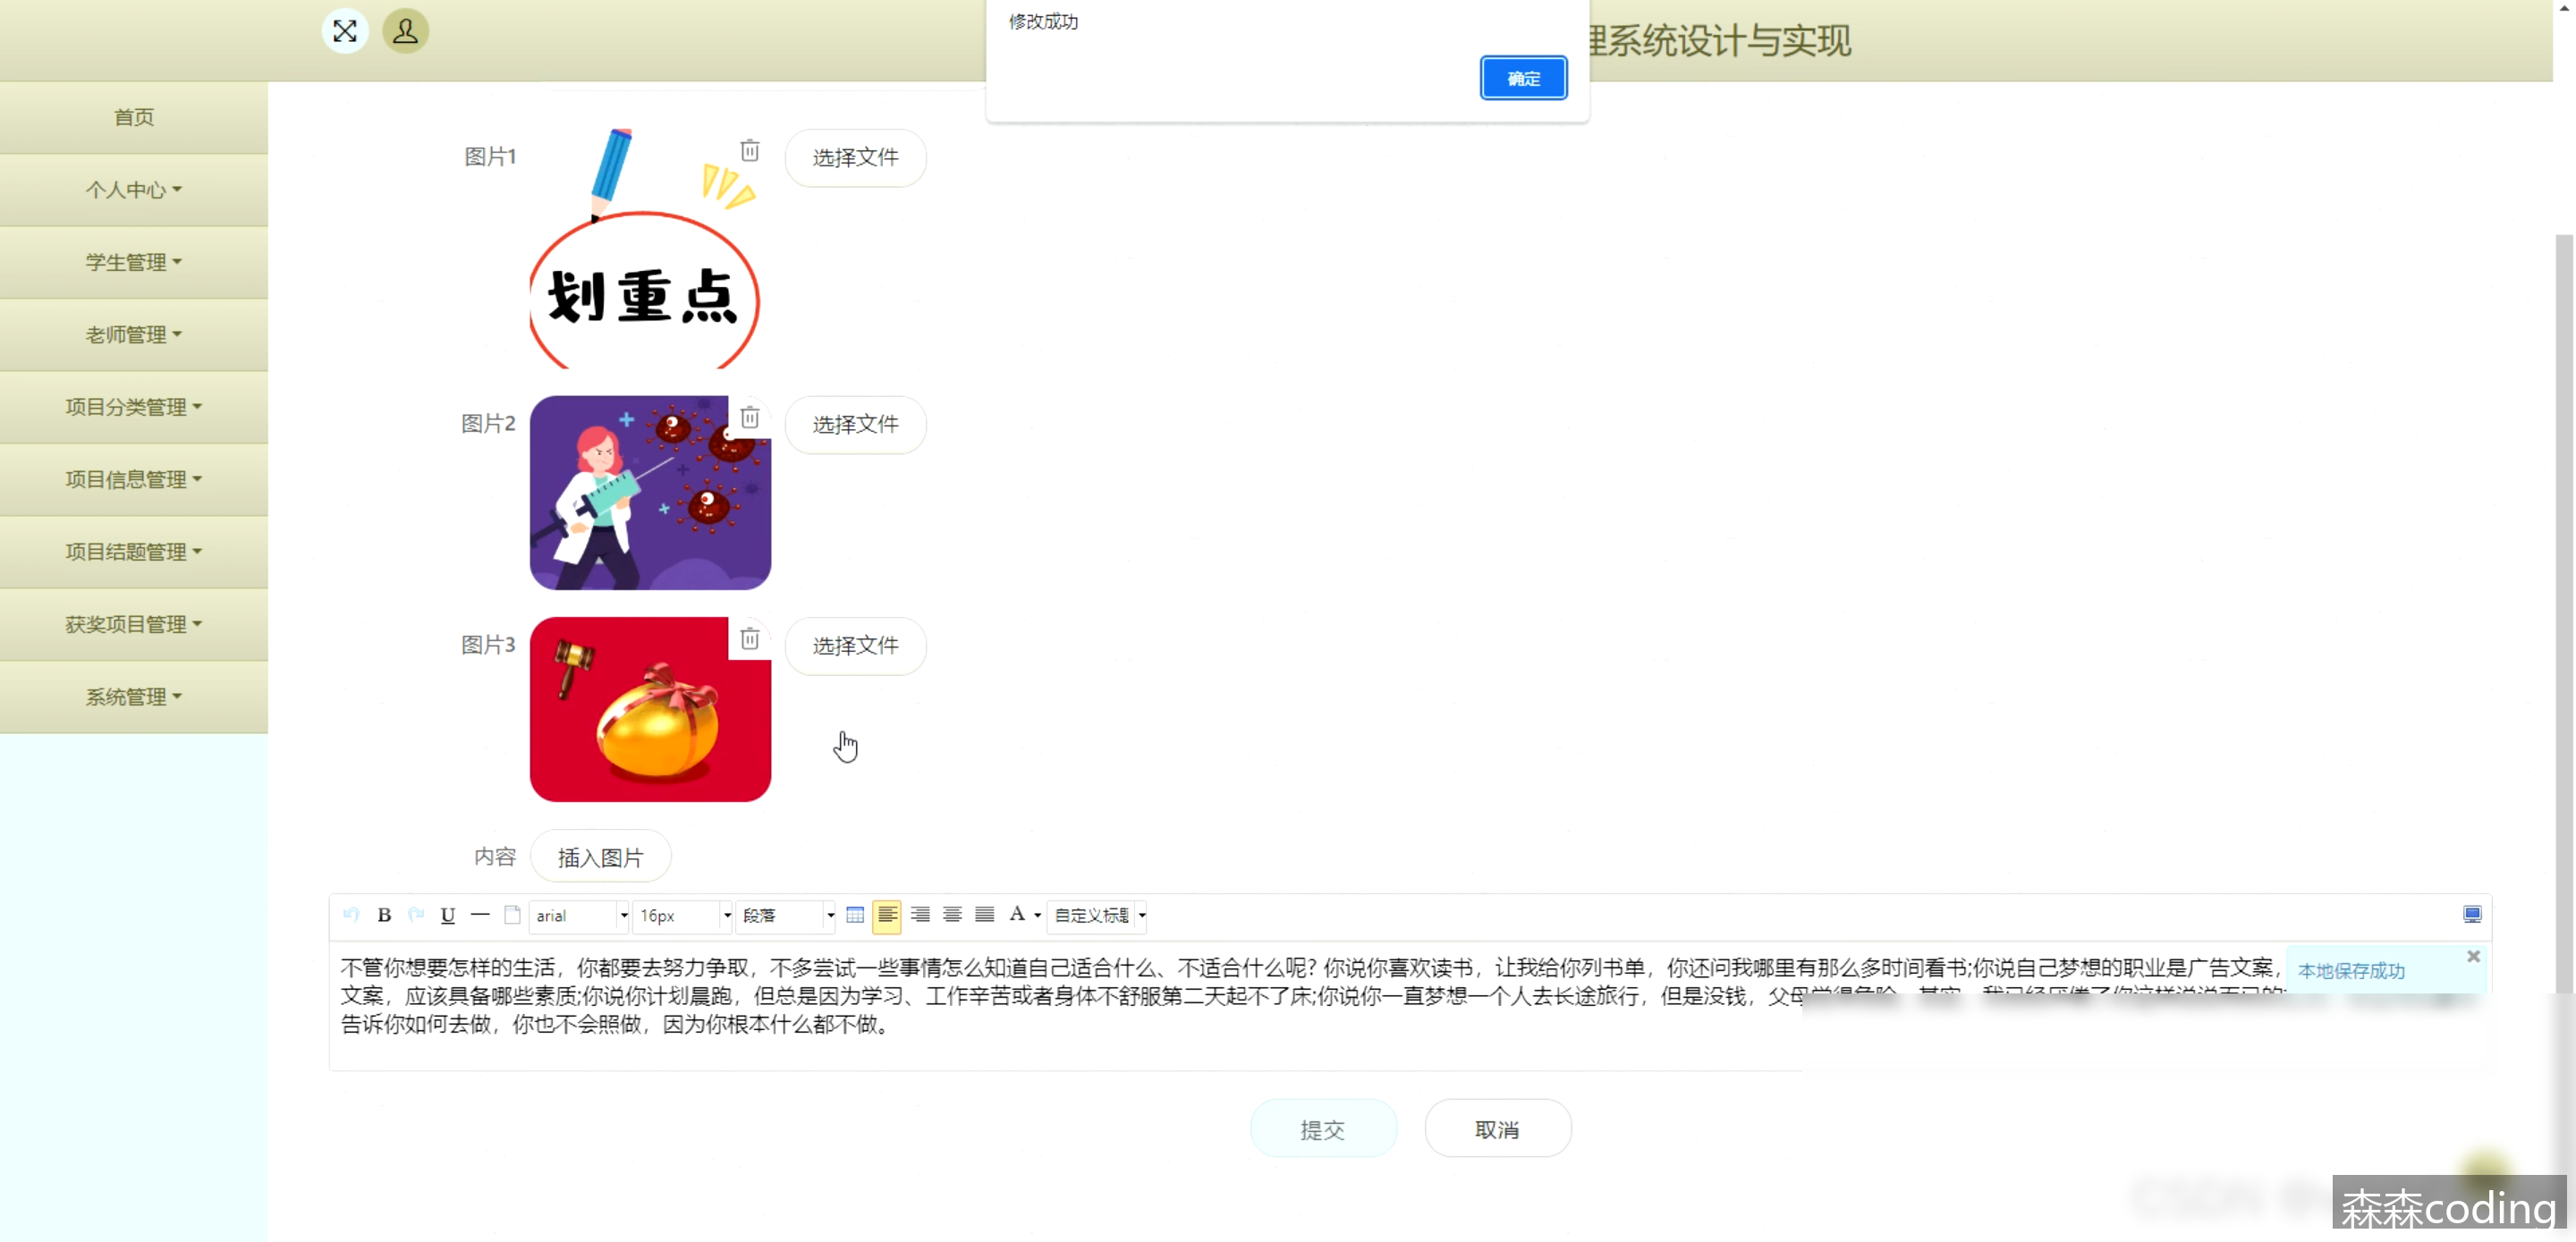 修改成功
确定
理系统设计与实现
首页
个人中心
学生管理
老师管理
项目分类管理
项目信息管理
项目结题管理
获奖项目管理
系统管理
图片1
选择文件
划重点
图片2
选择文件
图片3
选择文件
内容
插入图片
B
U
arial
16px
段落
A
自定义标题
不管你想要怎样的生活，你都要去努力争取，不多尝试一些事情怎么知道自己适合什么、不适合什么呢? 你说你喜欢读书，让我给你列书单，你还问我哪里有那么多时间看书;你说自己梦想的职业是广告文案，
本地保存成功
文案，应该具备哪些素质;你说你计划晨跑，但总是因为学习、工作辛苦或者身体不舒服第二天起不了床;你说你一直梦想一个人去长途旅行，但是没钱，父母
告诉你如何去做，你也不会照做，因为你根本什么都不做。
提交
取消
森森coding